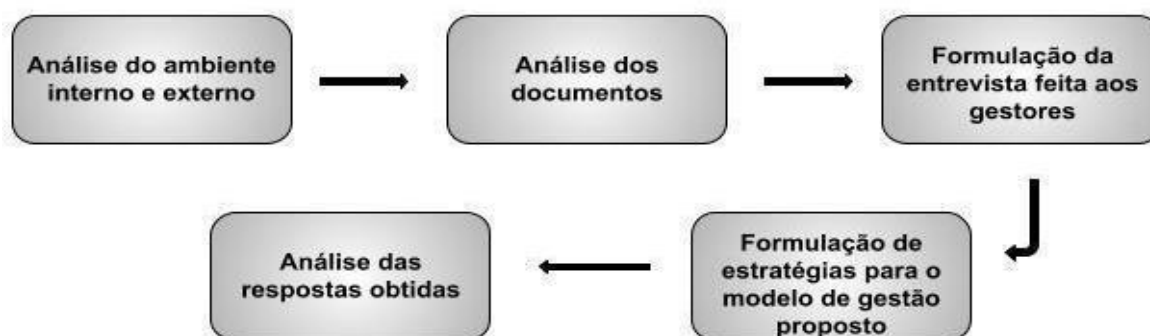 Análise do ambiente
interno e externo
Análise dos
documentos
Formulação da
entrevista feita aos
gestores
Formulação de
estratégias para o
modelo de gestão
proposto
Análise das
respostas obtidas